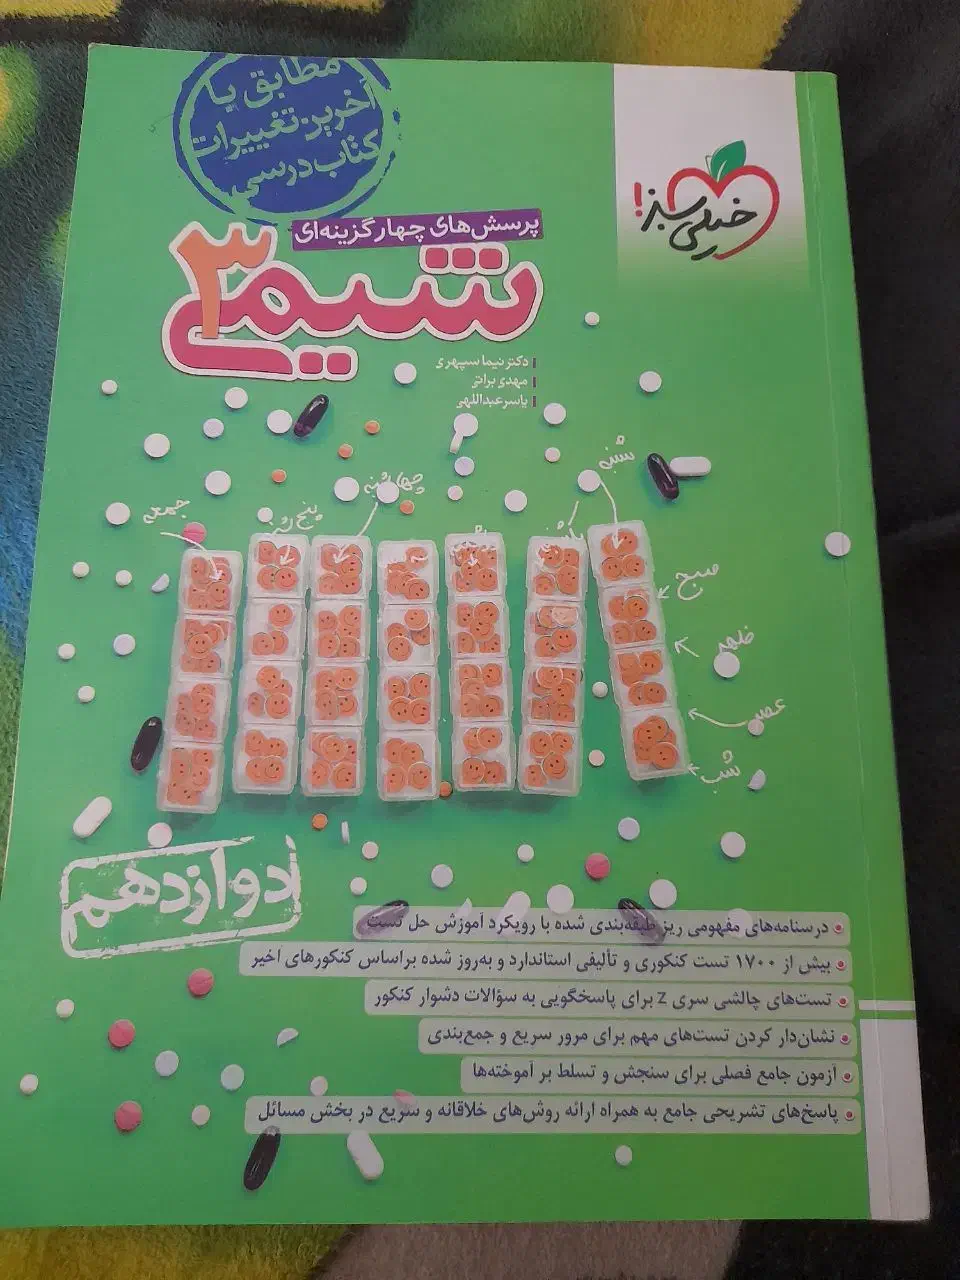 مطابق با
آخرین تغییرات
کتاب درسی
خیلی سبز!
پرسش‌های چهارگزینه‌ای
شیمی ۳
دکتر نیما سپهری
مهدی براتی
یاسر عبداللهی
شنبه
چهارشنبه
پنج‌شنبه
جمعه
صبح
ظهر
عصر
شب
دوازدهم
درسنامه‌های مفهومی ریز طبقه‌بندی شده با رویکرد آموزش حل تست
بیش از ۱۷۰۰ تست کنکوری و تألیفی استاندارد و به‌روز شده براساس کنکورهای اخیر
تست‌های چالشی سری Z برای پاسخگویی به سؤالات دشوار کنکور
نشان‌دار کردن تست‌های مهم برای مرور سریع و جمع‌بندی
آزمون جامع فصلی برای سنجش و تسلط بر آموخته‌ها
پاسخ‌های تشریحی جامع به همراه ارائه روش‌های خلاقانه و سریع در بخش مسائل